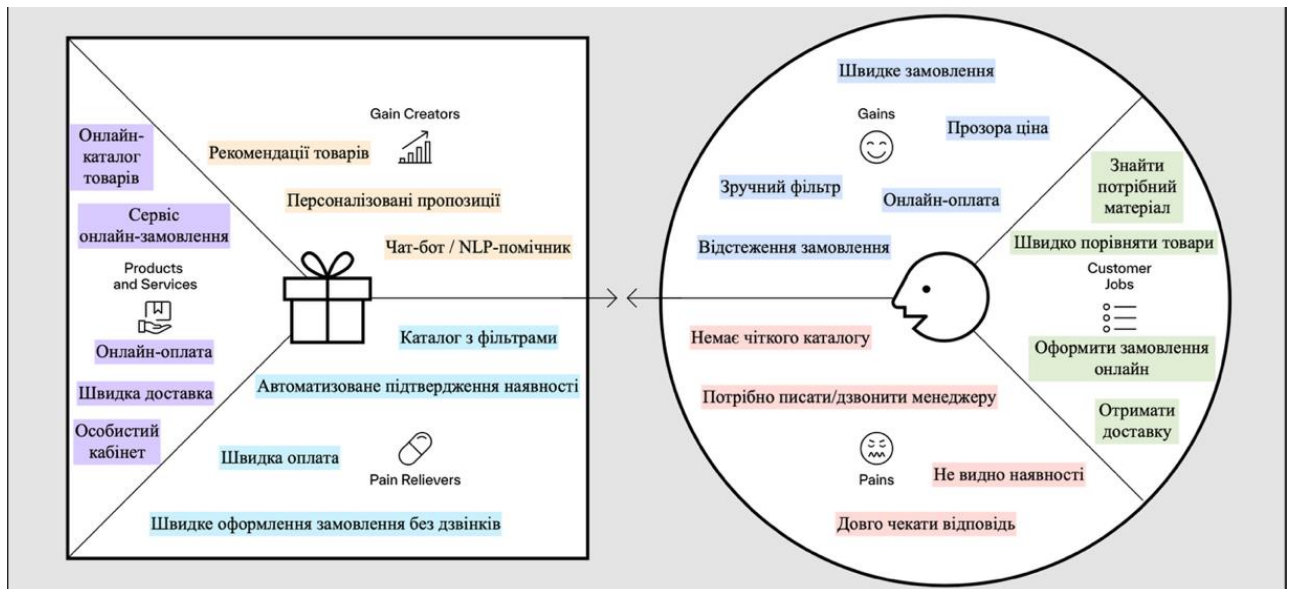 Gain Creators
Рекомендації товарів
Персоналізовані пропозиції
Чат-бот / NLP-помічник
Онлайн-
каталог
товарів
Сервіс
онлайн-замовлення
Products
and Services
Онлайн-оплата
Швидка доставка
Особистий
кабінет
Каталог з фільтрами
Автоматизоване підтвердження наявності
Швидка оплата
Pain Relievers
Швидке оформлення замовлення без дзвінків
Швидке замовлення
Gains
Прозора ціна
Зручний фільтр
Онлайн-оплата
Відстеження замовлення
Знайти
потрібний
матеріал
Швидко порівняти товари
Customer
Jobs
Оформити замовлення
онлайн
Отримати
доставку
Немає чіткого каталогу
Потрібно писати/дзвонити менеджеру
Pains
Не видно наявності
Довго чекати відповідь